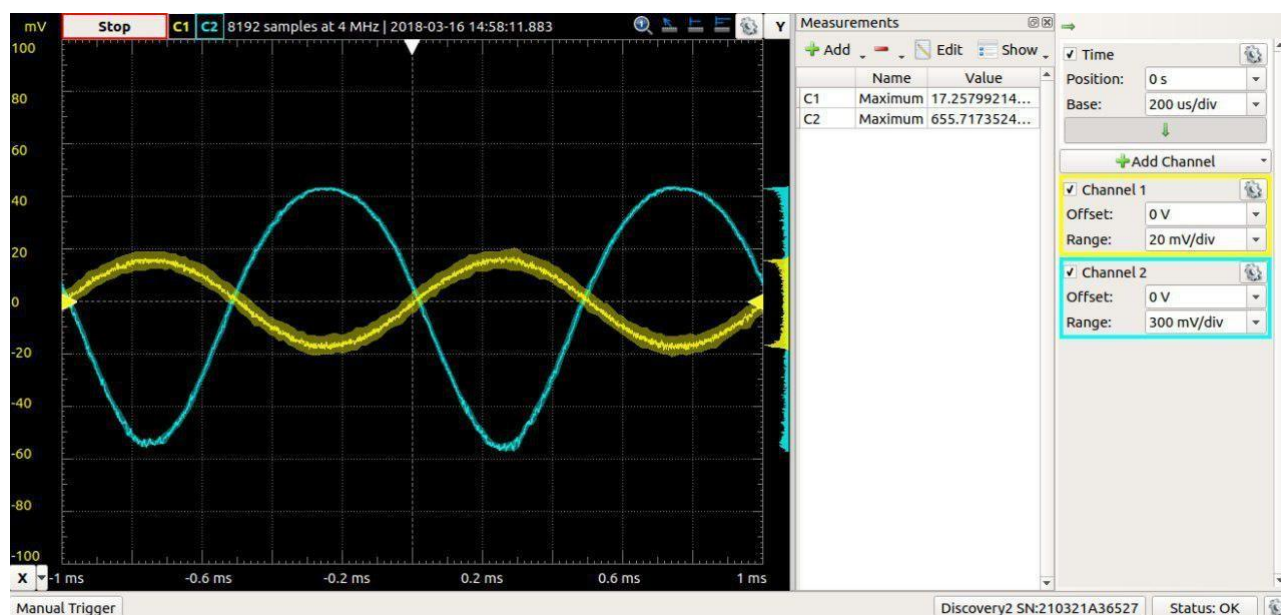 mV Stop C1 C2 8192 samples at 4 MHz | 2018-03-16 14:58:11.883 Y
100
80
60
40
20
0
-20
-40
-60
-80
-100
X -1 ms -0.6 ms -0.2 ms 0.2 ms 0.6 ms 1 ms
Measurements
Add Edit Show
Name Value
C1 Maximum 17.25799214...
C2 Maximum 655.7173524...
Time
Position: 0 s
Base: 200 us/div
Add Channel
Channel 1
Offset: 0 V
Range: 20 mV/div
Channel 2
Offset: 0 V
Range: 300 mV/div
Manual Trigger Discovery2 SN:210321A36527 Status: OK